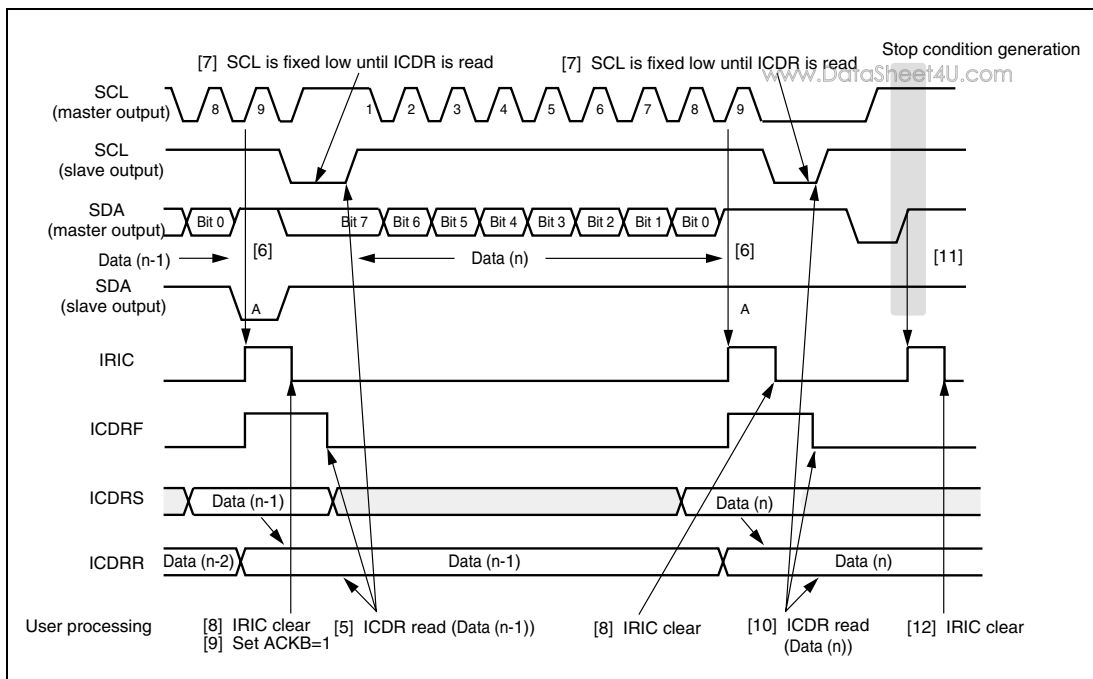 Stop condition generation
[7] SCL is fixed low until ICDR is read
[7] SCL is fixed low until ICDR is read
www.DataSheet4U.com
SCL
(master output)
8 9 1 2 3 4 5 6 7 8 9
SCL
(slave output)
SDA
(master output)
Bit 0 Bit 7 Bit 6 Bit 5 Bit 4 Bit 3 Bit 2 Bit 1 Bit 0
Data (n-1) [6] Data (n) [6] [11]
SDA
(slave output)
A A
IRIC
ICDRF
ICDRS
Data (n-1) Data (n)
ICDRR
Data (n-2) Data (n-1) Data (n)
User processing
[8] IRIC clear
[9] Set ACKB=1
[5] ICDR read (Data (n-1))
[8] IRIC clear
[10] ICDR read
(Data (n))
[12] IRIC clear